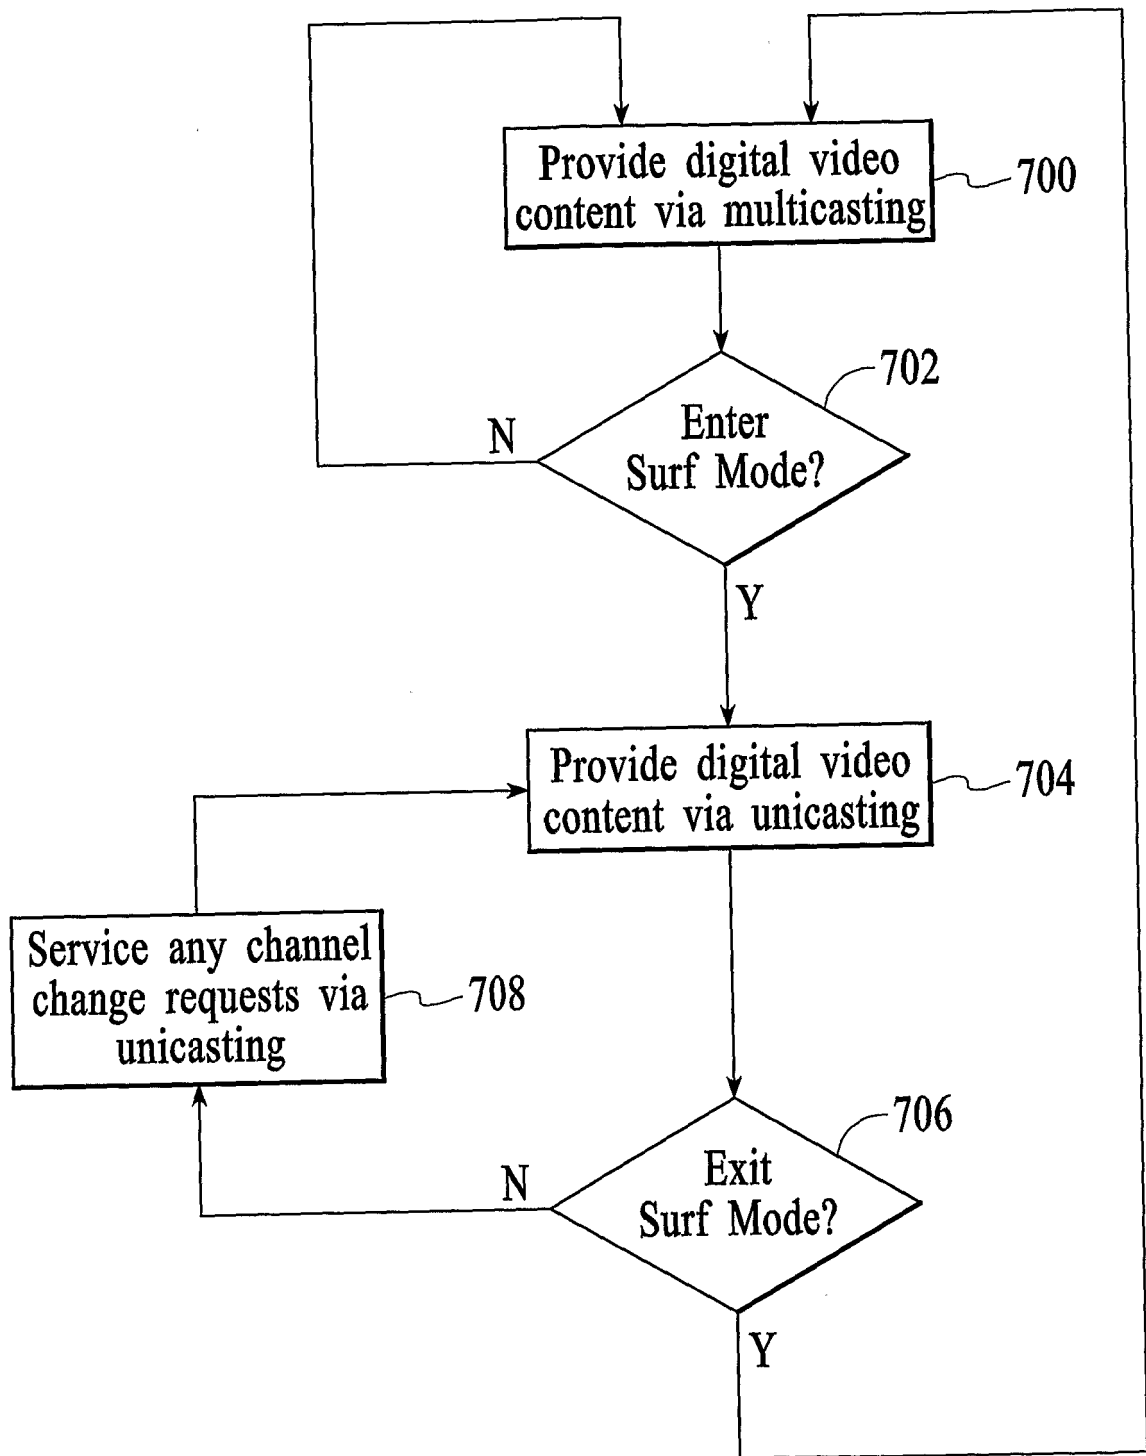 Provide digital video
content via multicasting
700
702
Enter
Surf Mode?
N
Y
Provide digital video
content via unicasting
704
Service any channel
change requests via
unicasting
708
706
Exit
Surf Mode?
N
Y